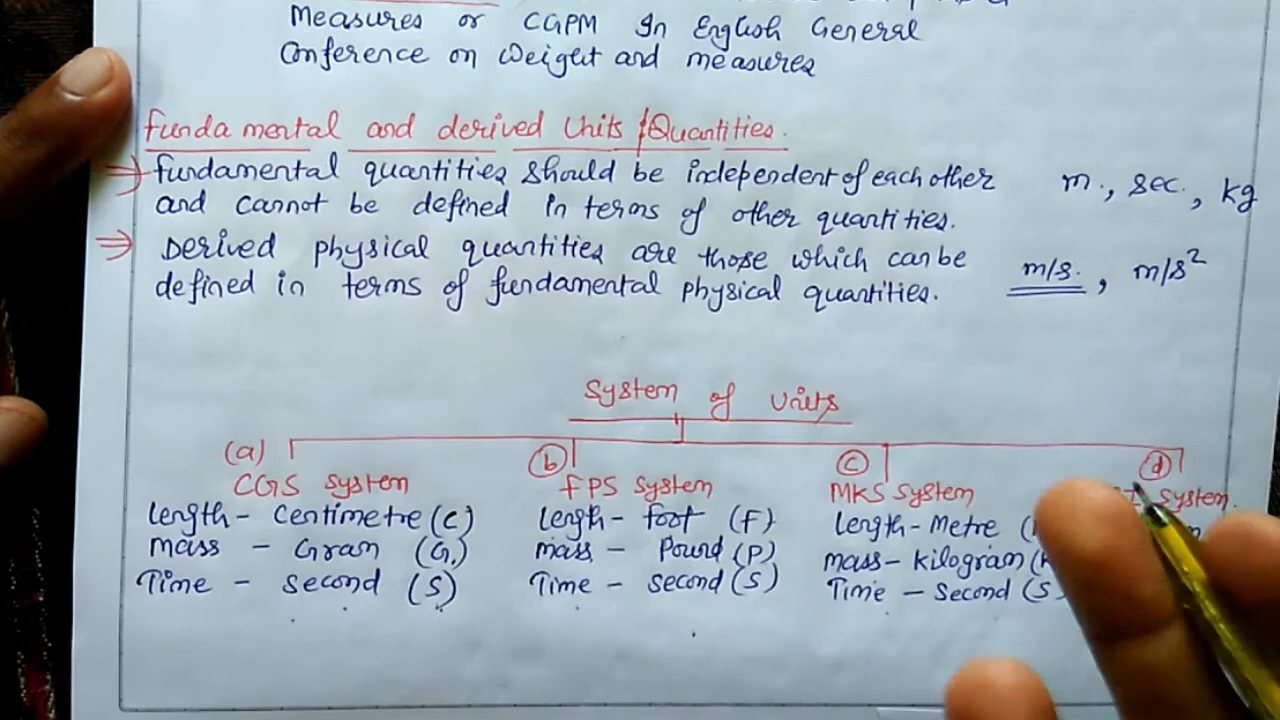 Measures or CGPM In English General
Conference on Weight and measures
fundamental and derived Units & Quantities.
⇒ fundamental quantities should be independent of each other m., sec., kg
and cannot be defined in terms of other quantities.
⇒ Derived physical quantities are those which can be
defined in terms of fundamental physical quantities. m/s., m/s²
System of Units
(a) (b) (c) (d)
CGS System FPS System MKS System System.
Length - Centimetre (C) Length - foot (F) Length - Metre
mass - Gram (G) mass - Pound (P) mass - kilogram (K
Time - Second (S) Time - Second (S) Time - Second (S)